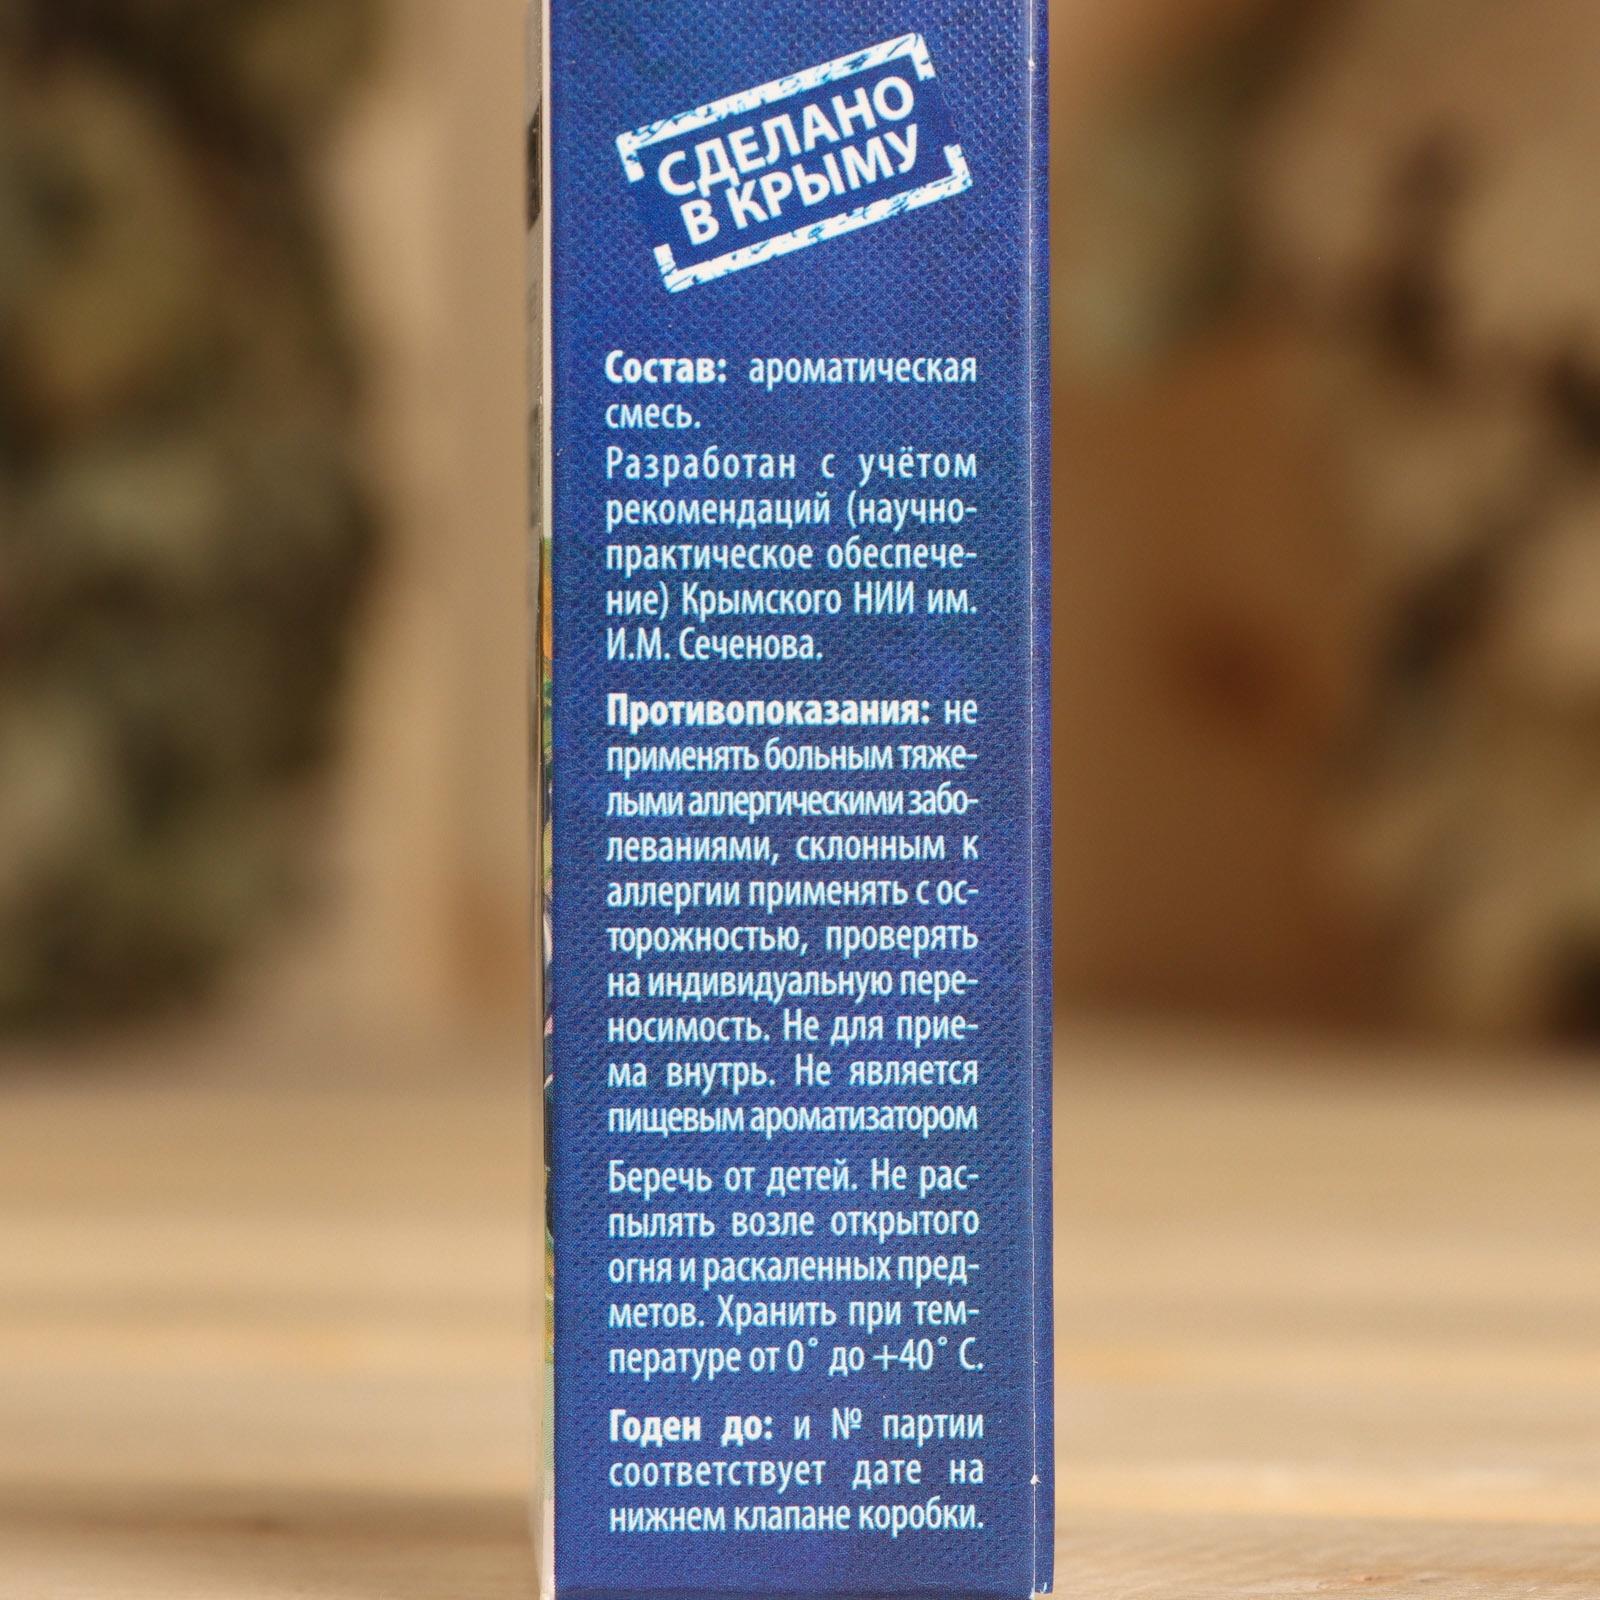 СДЕЛАНО
В КРЫМУ
Состав: ароматическая
смесь.
Разработан с учётом
рекомендаций (научно-
практическое обеспече-
ние) Крымского НИИ им.
И.М. Сеченова.
Противопоказания: не
применять больным тяже-
лыми аллергическими забо-
леваниями, склонным к
аллергии применять с ос-
торожностью, проверять
на индивидуальную пере-
носимость. Не для прие-
ма внутрь. Не является
пищевым ароматизатором
Беречь от детей. Не рас-
пылять возле открытого
огня и раскаленных пред-
метов. Хранить при тем-
пературе от 0˚ до +40˚ С.
Годен до: и № партии
соответствует дате на
нижнем клапане коробки.